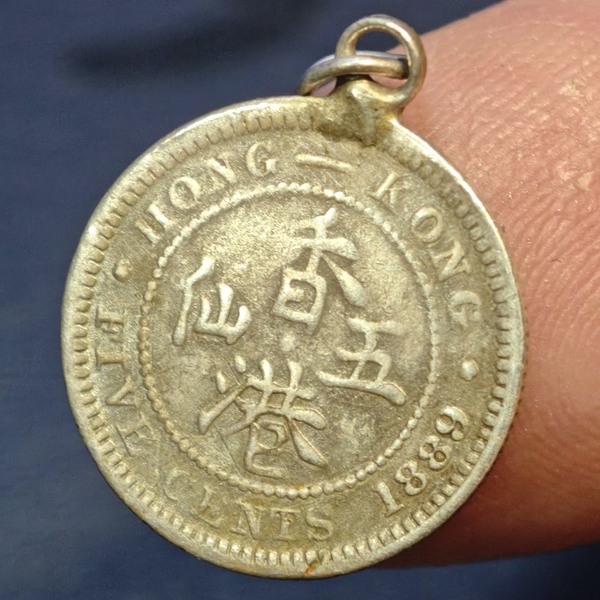 HONG — KONG
香港
五仙
FIVE CENTS 1889